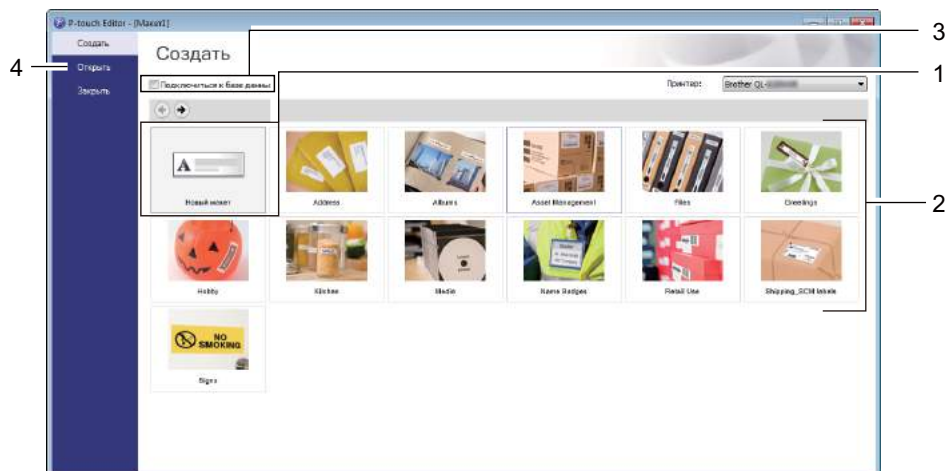 P-touch Editor - [Макет1]
Создать
Открыть
Закрыть
Создать
Подключиться к базе данны
Принтер:
Brother QL-
Новый макет
Address
Albums
Asset Management
Files
Greetings
Hobby
Kitchen
Media
Name Badges
Retail Use
Shipping_SCM labels
NO
SMOKING
Signs
3
1
2
4